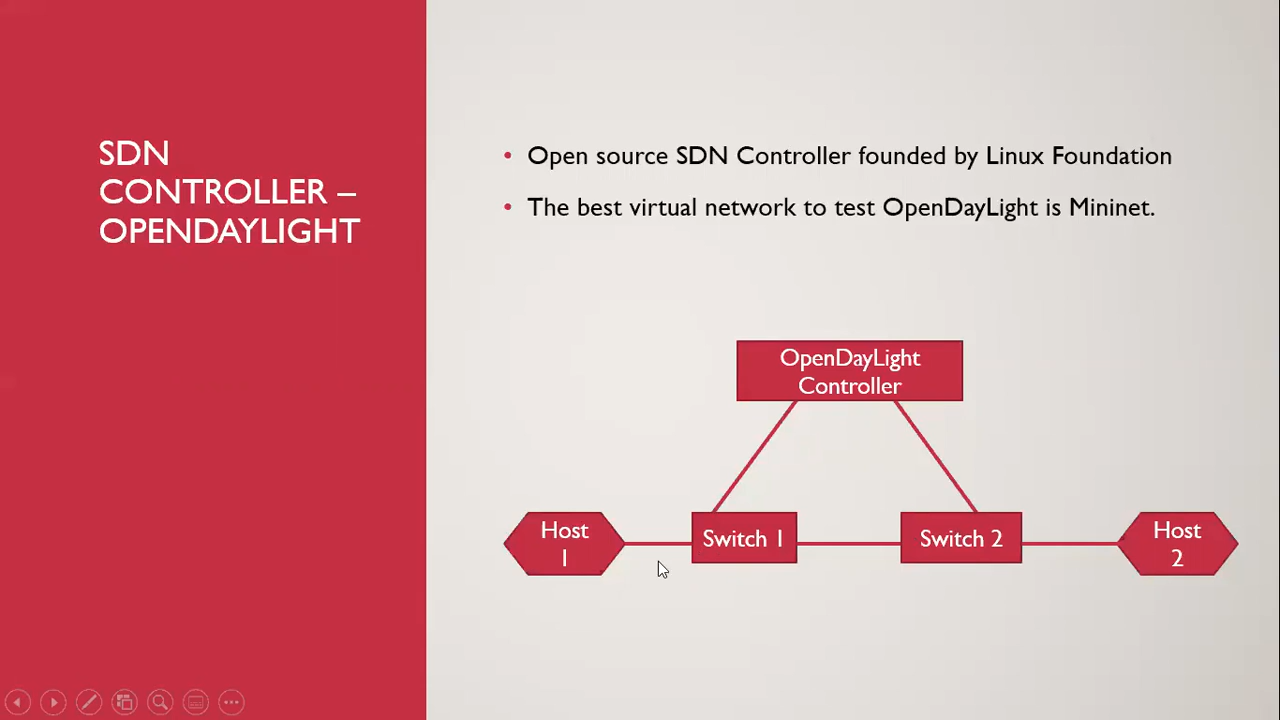 SDN
CONTROLLER –
OPENDAYLIGHT
• Open source SDN Controller founded by Linux Foundation
• The best virtual network to test OpenDayLight is Mininet.
OpenDayLight
Controller
Host
1
Switch 1
Switch 2
Host
2